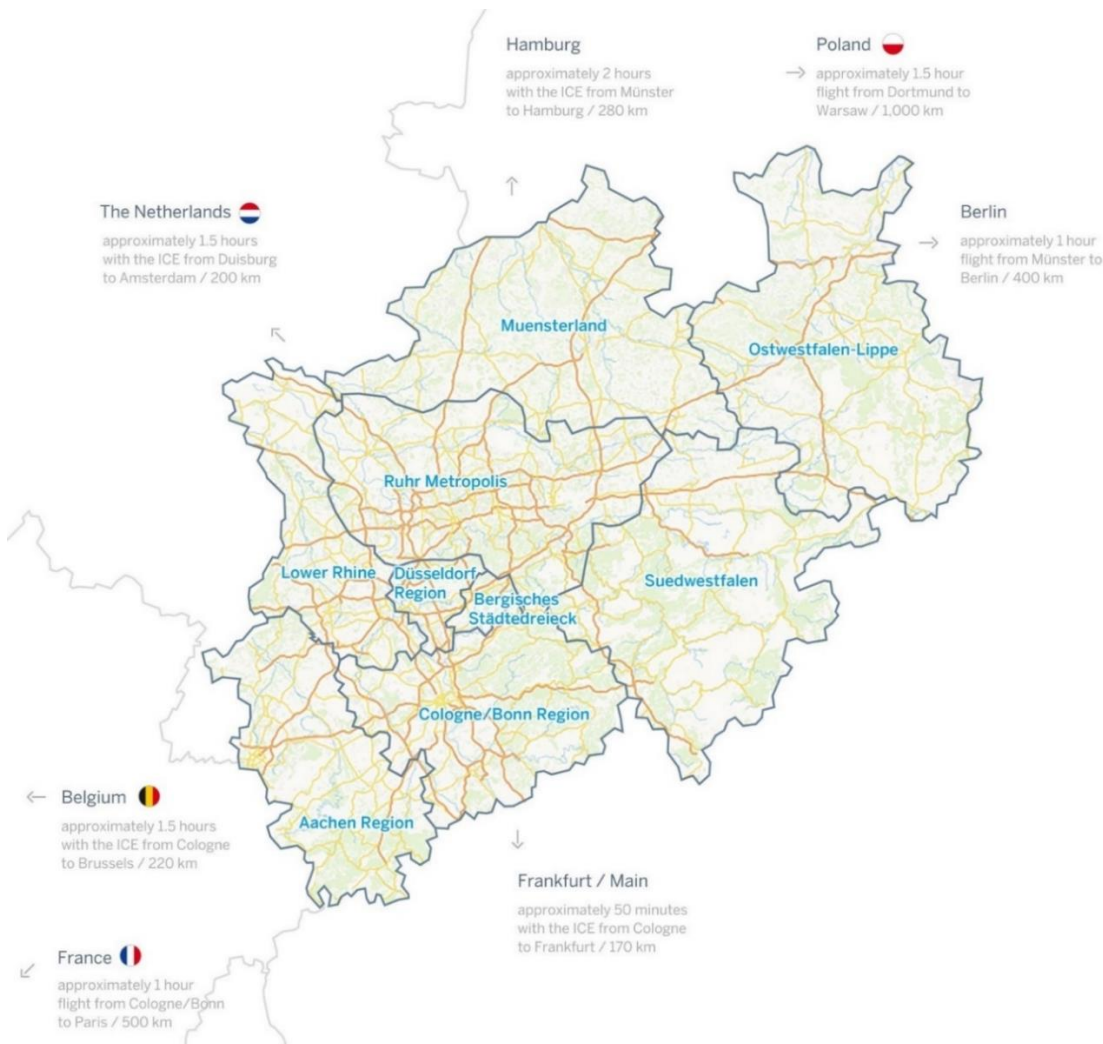 Hamburg
approximately 2 hours
with the ICE from Münster
to Hamburg / 280 km
Poland
approximately 1.5 hour
flight from Dortmund to
Warsaw / 1,000 km
The Netherlands
approximately 1.5 hours
with the ICE from Duisburg
to Amsterdam / 200 km
Berlin
approximately 1 hour
flight from Münster to
Berlin / 400 km
Muensterland
Ostwestfalen-Lippe
Ruhr Metropolis
Lower Rhine
Düsseldorf
Region
Bergisches
Städtedreieck
Suedwestfalen
Cologne/Bonn Region
Aachen Region
Belgium
approximately 1.5 hours
with the ICE from Cologne
to Brussels / 220 km
Frankfurt / Main
approximately 50 minutes
with the ICE from Cologne
to Frankfurt / 170 km
France
approximately 1 hour
flight from Cologne/Bonn
to Paris / 500 km